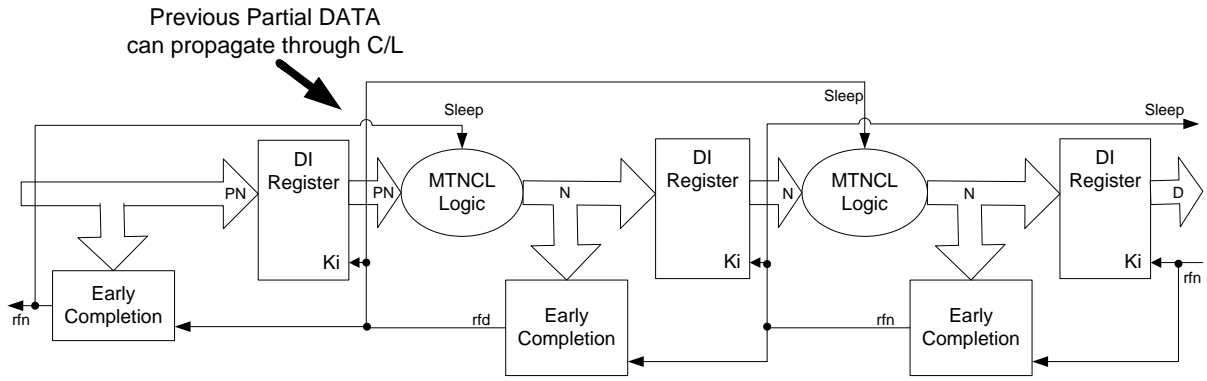 Previous Partial DATA
can propagate through C/L
Sleep
Sleep
Sleep
DI
Register
Ki
MTNCL
Logic
DI
Register
Ki
MTNCL
Logic
DI
Register
Ki
PN
PN
N
N
N
D
Early
Completion
rfn
rfd
Early
Completion
rfn
Early
Completion
rfn